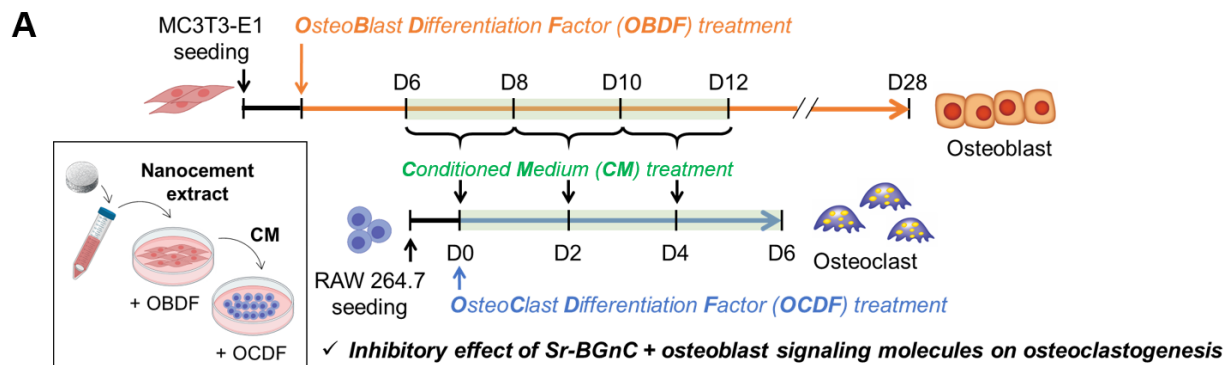 A
MC3T3-E1
seeding
OsteoBlast Differentiation Factor (OBDF) treatment
D6
D8
D10
D12
D28
Osteoblast
Conditioned Medium (CM) treatment
Nanocement
extract
CM
+ OBDF
+ OCDF
RAW 264.7
seeding
D0
D2
D4
D6
Osteoclast
OsteoClast Differentiation Factor (OCDF) treatment
✓ Inhibitory effect of Sr-BGnC + osteoblast signaling molecules on osteoclastogenesis